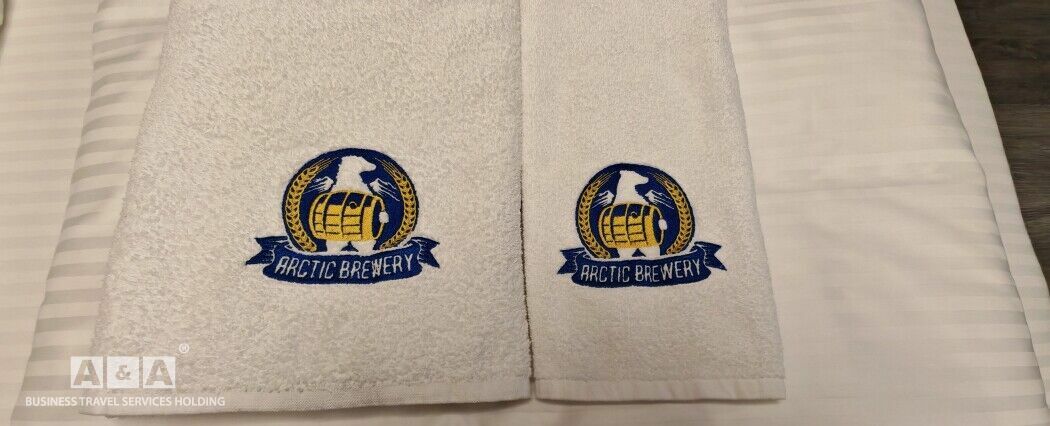 ARCTIC BREWERY
ARCTIC BREWERY
A & A ®
BUSINESS TRAVEL SERVICES HOLDING